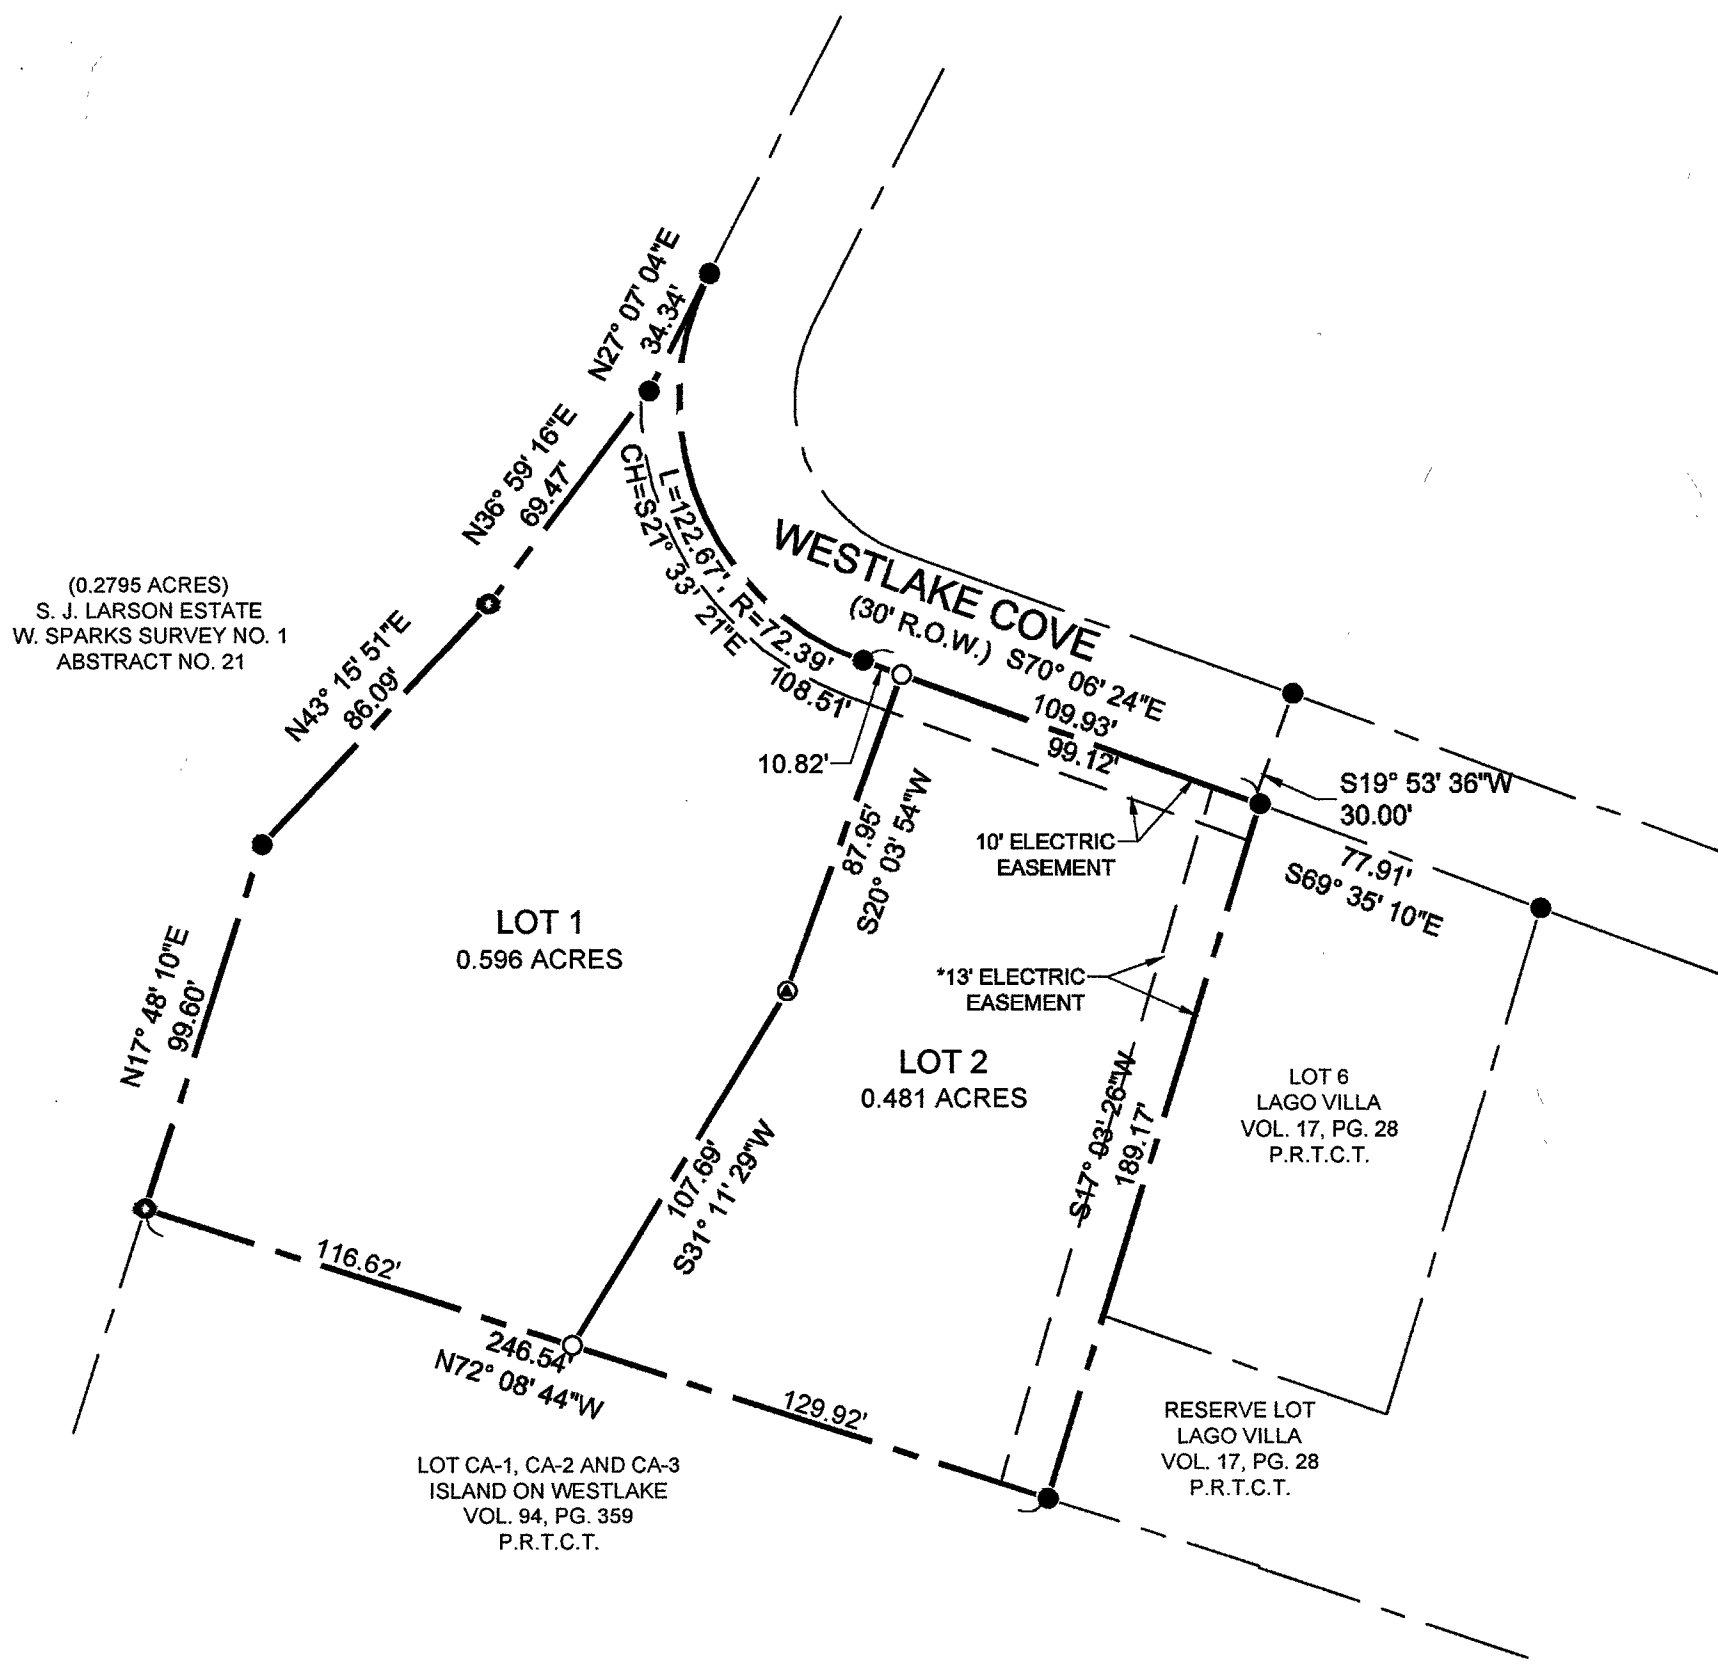 N27° 07' 04"E
34.34'
N36° 59' 16"E
69.47'
L=122.67', R=72.39'
CH=S21° 33' 21"E
108.51'
WESTLAKE COVE
(30' R.O.W.)
S70° 06' 24"E
109.93'
99.12'
10.82'
(0.2795 ACRES)
S. J. LARSON ESTATE
W. SPARKS SURVEY NO. 1
ABSTRACT NO. 21
N43° 15' 51"E
86.09'
S19° 53' 36"W
30.00'
10' ELECTRIC
EASEMENT
77.91'
S69° 35' 10"E
87.95'
S20° 03' 54"W
LOT 1
0.596 ACRES
N17° 48' 10"E
99.60'
*13' ELECTRIC
EASEMENT
LOT 2
0.481 ACRES
S17° 03' 26"W
189.17'
LOT 6
LAGO VILLA
VOL. 17, PG. 28
P.R.T.C.T.
107.69'
S31° 11' 29"W
116.62'
246.54'
N72° 08' 44"W
129.92'
RESERVE LOT
LAGO VILLA
VOL. 17, PG. 28
P.R.T.C.T.
LOT CA-1, CA-2 AND CA-3
ISLAND ON WESTLAKE
VOL. 94, PG. 359
P.R.T.C.T.